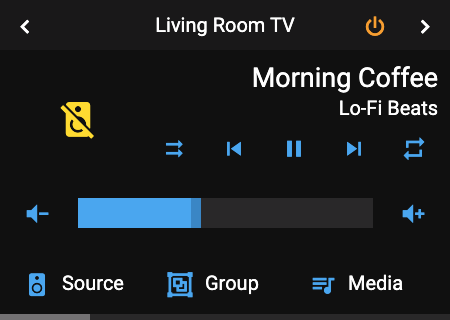 Living Room TV
Morning Coffee
Lo-Fi Beats
Source
Group
Media